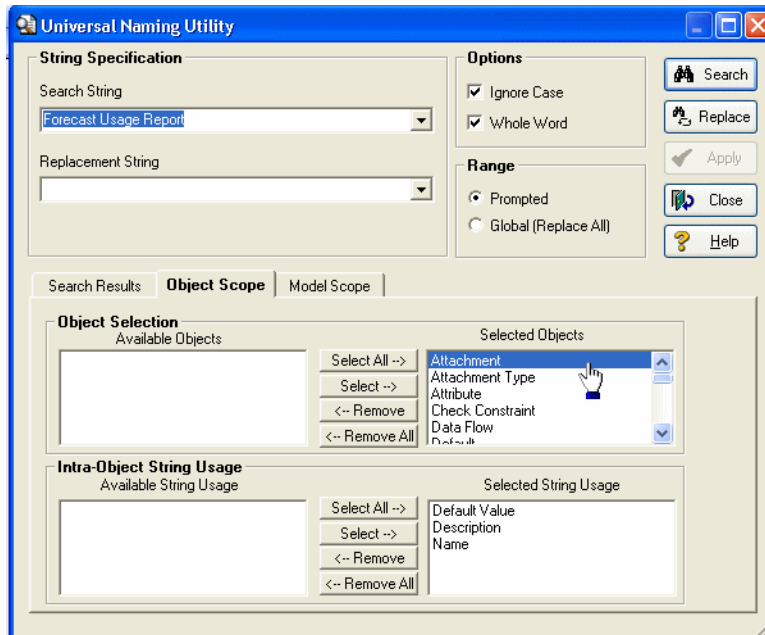 Universal Naming Utility
String Specification
Search String
Forecast Usage Report
Replacement String
Options
Ignore Case
Whole Word
Range
Prompted
Global (Replace All)
Search
Replace
Apply
Close
Help
Search Results
Object Scope
Model Scope
Object Selection
Available Objects
Select All -->
Select -->
<-- Remove
<-- Remove All
Selected Objects
Attachment
Attachment Type
Attribute
Check Constraint
Data Flow
Default
Intra-Object String Usage
Available String Usage
Select All -->
Select -->
<-- Remove
<-- Remove All
Selected String Usage
Default Value
Description
Name